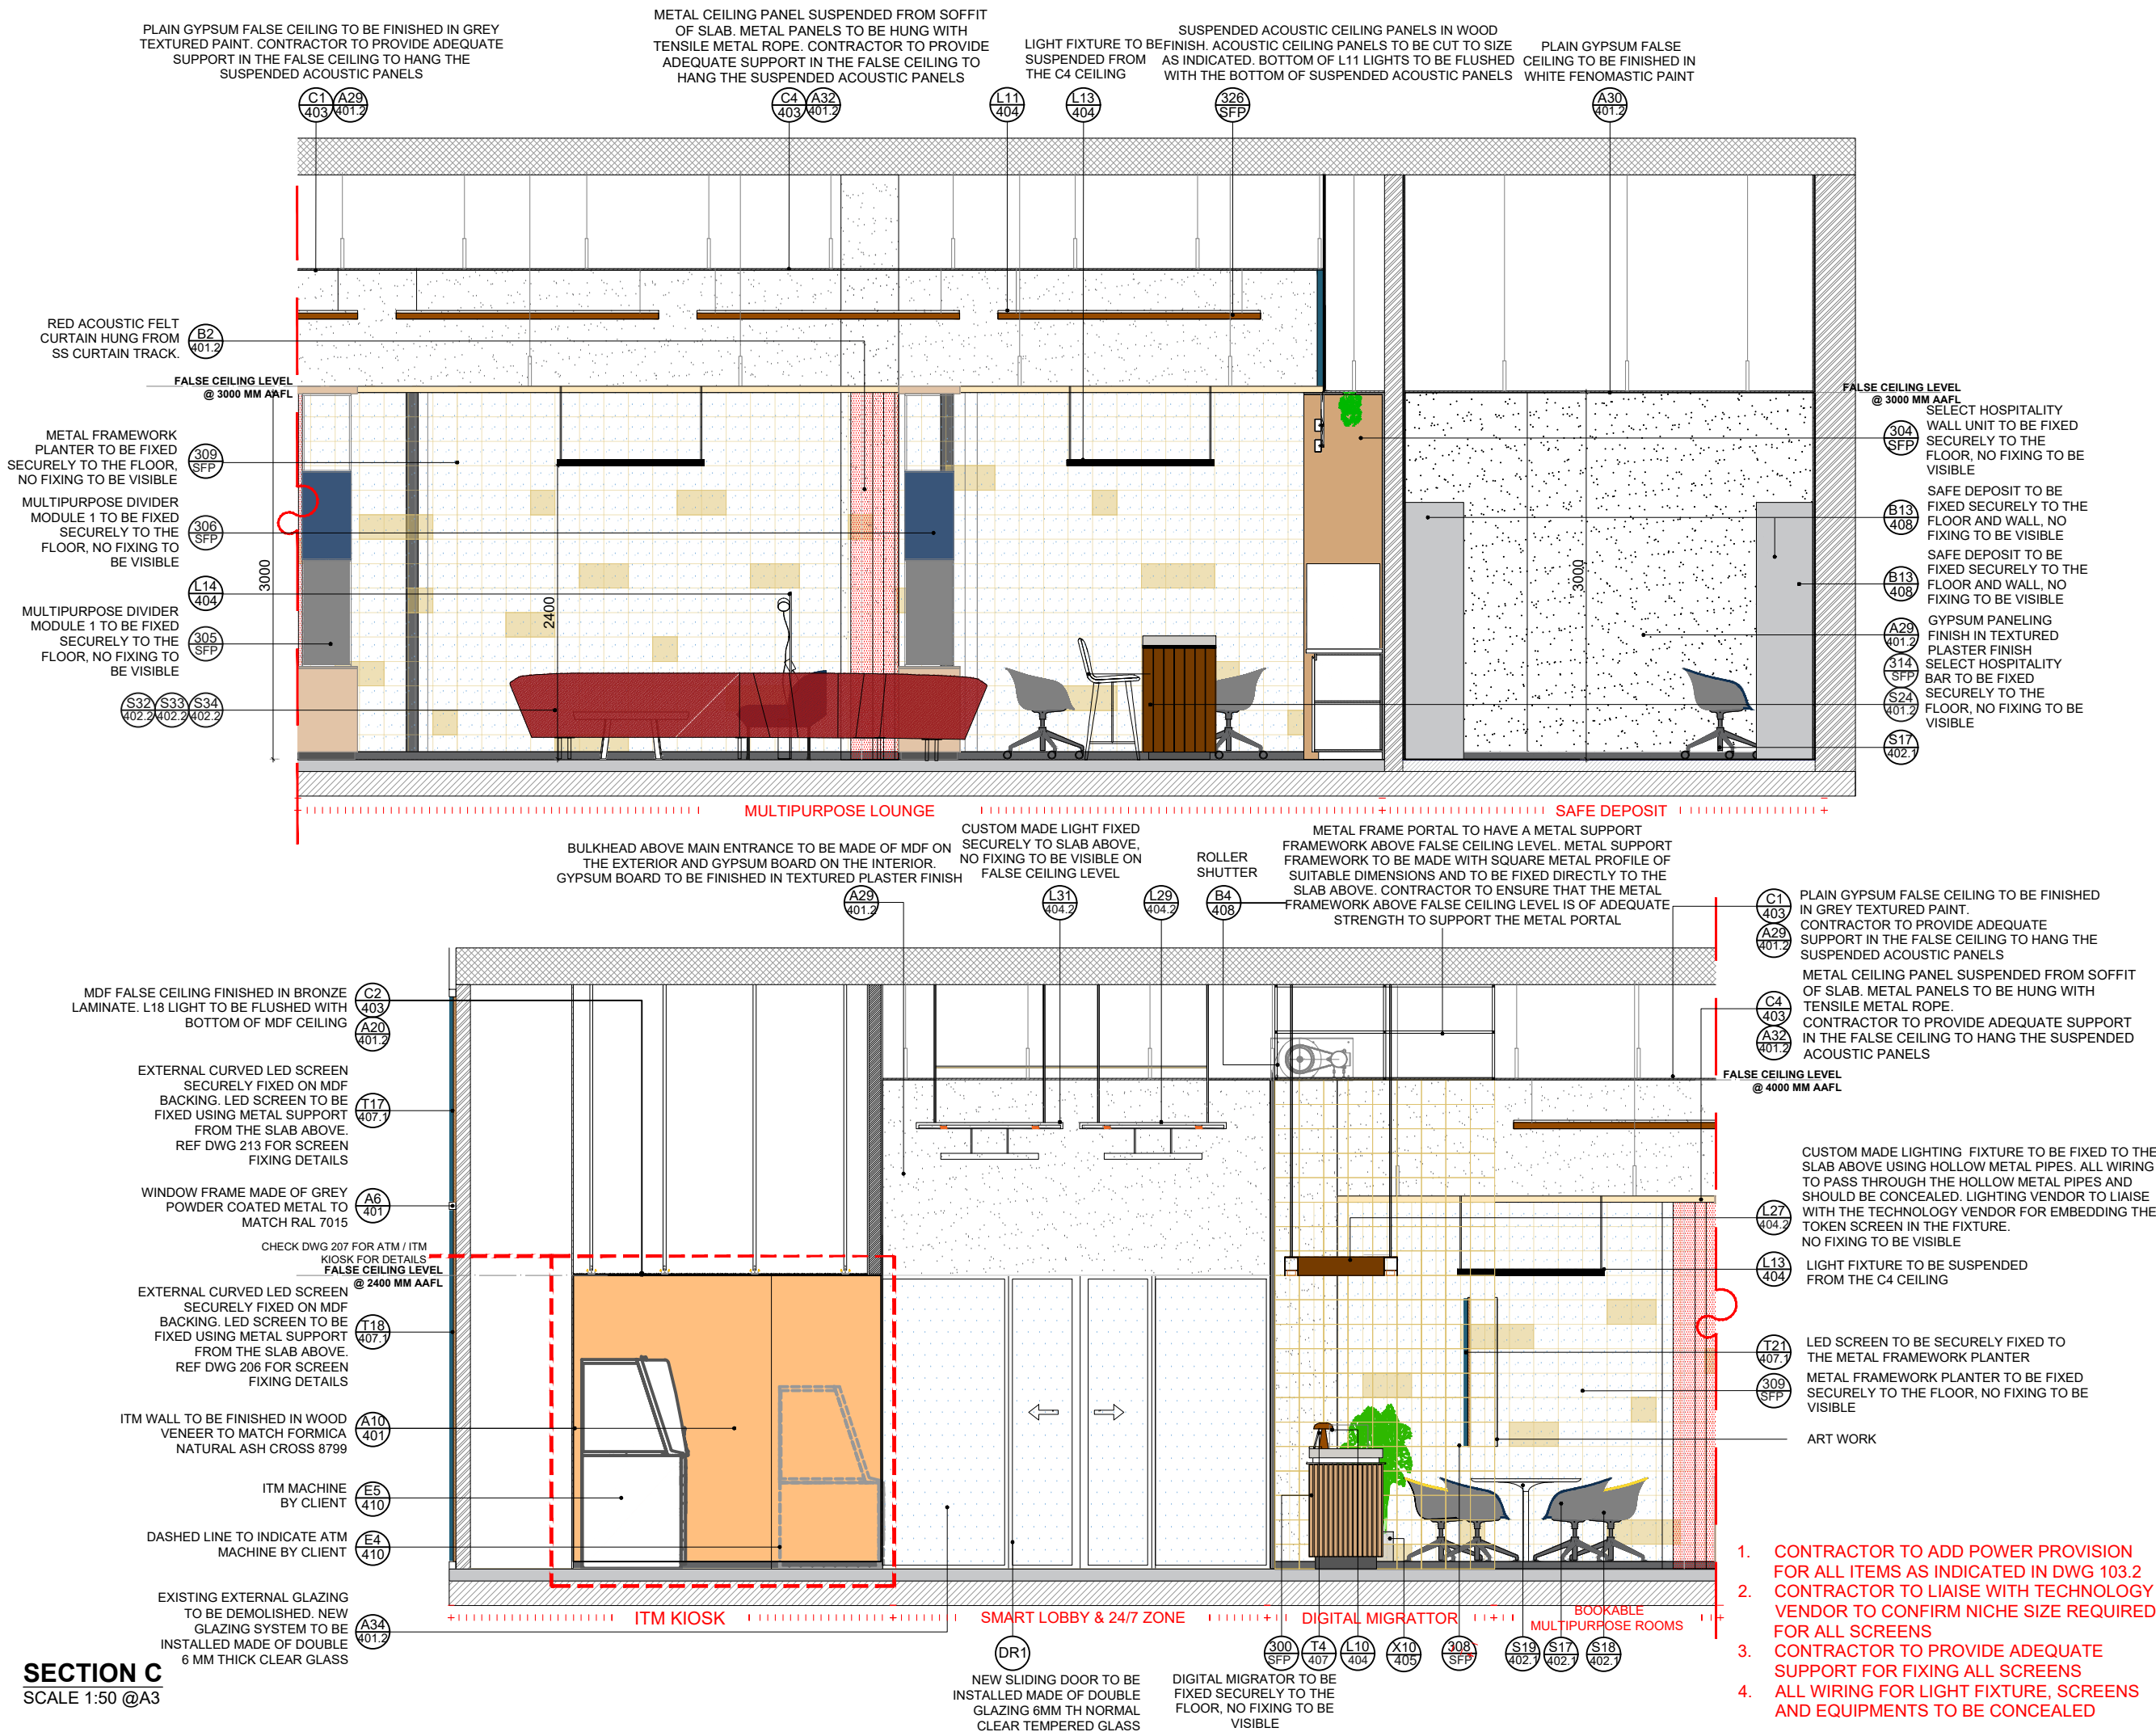 PLAIN GYPSUM FALSE CEILING TO BE FINISHED IN GREY
TEXTURED PAINT. CONTRACTOR TO PROVIDE ADEQUATE
SUPPORT IN THE FALSE CEILING TO HANG THE
SUSPENDED ACOUSTIC PANELS
C1
403
A29
401.2
METAL CEILING PANEL SUSPENDED FROM SOFFIT
OF SLAB. METAL PANELS TO BE HUNG WITH
TENSILE METAL ROPE. CONTRACTOR TO PROVIDE
ADEQUATE SUPPORT IN THE FALSE CEILING TO
HANG THE SUSPENDED ACOUSTIC PANELS
C4
403
A32
401.2
L11
404
LIGHT FIXTURE TO BE
SUSPENDED FROM
THE C4 CEILING
L13
404
SUSPENDED ACOUSTIC CEILING PANELS IN WOOD
FINISH. ACOUSTIC CEILING PANELS TO BE CUT TO SIZE
AS INDICATED. BOTTOM OF L11 LIGHTS TO BE FLUSHED
WITH THE BOTTOM OF SUSPENDED ACOUSTIC PANELS
326
SFP
PLAIN GYPSUM FALSE
CEILING TO BE FINISHED IN
WHITE FENOMASTIC PAINT
A30
401.2
RED ACOUSTIC FELT
CURTAIN HUNG FROM
SS CURTAIN TRACK.
B2
401.2
FALSE CEILING LEVEL
@ 3000 MM AAFL
METAL FRAMEWORK
PLANTER TO BE FIXED
SECURELY TO THE FLOOR,
NO FIXING TO BE VISIBLE
309
SFP
MULTIPURPOSE DIVIDER
MODULE 1 TO BE FIXED
SECURELY TO THE
FLOOR, NO FIXING TO
BE VISIBLE
306
SFP
L14
404
MULTIPURPOSE DIVIDER
MODULE 1 TO BE FIXED
SECURELY TO THE
FLOOR, NO FIXING TO
BE VISIBLE
305
SFP
S32
402.2
S33
402.2
S34
402.2
3000
2400
3000
FALSE CEILING LEVEL
@ 3000 MM AAFL
304
SFP
SELECT HOSPITALITY
WALL UNIT TO BE FIXED
SECURELY TO THE
FLOOR, NO FIXING TO BE
VISIBLE
B13
408
SAFE DEPOSIT TO BE
FIXED SECURELY TO THE
FLOOR AND WALL, NO
FIXING TO BE VISIBLE
B13
408
SAFE DEPOSIT TO BE
FIXED SECURELY TO THE
FLOOR AND WALL, NO
FIXING TO BE VISIBLE
A29
401.2
GYPSUM PANELING
FINISH IN TEXTURED
PLASTER FINISH
314
SFP
S24
401.2
SELECT HOSPITALITY
BAR TO BE FIXED
SECURELY TO THE
FLOOR, NO FIXING TO BE
VISIBLE
S17
402.1
MULTIPURPOSE LOUNGE
SAFE DEPOSIT
BULKHEAD ABOVE MAIN ENTRANCE TO BE MADE OF MDF ON
THE EXTERIOR AND GYPSUM BOARD ON THE INTERIOR.
GYPSUM BOARD TO BE FINISHED IN TEXTURED PLASTER FINISH
A29
401.2
CUSTOM MADE LIGHT FIXED
SECURELY TO SLAB ABOVE,
NO FIXING TO BE VISIBLE ON
FALSE CEILING LEVEL
L31
404.2
L29
404.2
ROLLER
SHUTTER
B4
408
METAL FRAME PORTAL TO HAVE A METAL SUPPORT
FRAMEWORK ABOVE FALSE CEILING LEVEL. METAL SUPPORT
FRAMEWORK TO BE MADE WITH SQUARE METAL PROFILE OF
SUITABLE DIMENSIONS AND TO BE FIXED DIRECTLY TO THE
SLAB ABOVE. CONTRACTOR TO ENSURE THAT THE METAL
FRAMEWORK ABOVE FALSE CEILING LEVEL IS OF ADEQUATE
STRENGTH TO SUPPORT THE METAL PORTAL
C1
403
A29
401.2
PLAIN GYPSUM FALSE CEILING TO BE FINISHED
IN GREY TEXTURED PAINT.
CONTRACTOR TO PROVIDE ADEQUATE
SUPPORT IN THE FALSE CEILING TO HANG THE
SUSPENDED ACOUSTIC PANELS
C4
403
A32
401.2
METAL CEILING PANEL SUSPENDED FROM SOFFIT
OF SLAB. METAL PANELS TO BE HUNG WITH
TENSILE METAL ROPE.
CONTRACTOR TO PROVIDE ADEQUATE SUPPORT
IN THE FALSE CEILING TO HANG THE SUSPENDED
ACOUSTIC PANELS
FALSE CEILING LEVEL
@ 4000 MM AAFL
MDF FALSE CEILING FINISHED IN BRONZE
LAMINATE. L18 LIGHT TO BE FLUSHED WITH
BOTTOM OF MDF CEILING
C2
403
A20
401.2
EXTERNAL CURVED LED SCREEN
SECURELY FIXED ON MDF
BACKING. LED SCREEN TO BE
FIXED USING METAL SUPPORT
FROM THE SLAB ABOVE.
REF DWG 213 FOR SCREEN
FIXING DETAILS
T17
407.1
WINDOW FRAME MADE OF GREY
POWDER COATED METAL TO
MATCH RAL 7015
A6
401
CHECK DWG 207 FOR ATM / ITM
KIOSK FOR DETAILS
FALSE CEILING LEVEL
@ 2400 MM AAFL
EXTERNAL CURVED LED SCREEN
SECURELY FIXED ON MDF
BACKING. LED SCREEN TO BE
FIXED USING METAL SUPPORT
FROM THE SLAB ABOVE.
REF DWG 206 FOR SCREEN
FIXING DETAILS
T18
407.1
ITM WALL TO BE FINISHED IN WOOD
VENEER TO MATCH FORMICA
NATURAL ASH CROSS 8799
A10
401
ITM MACHINE
BY CLIENT
E5
410
DASHED LINE TO INDICATE ATM
MACHINE BY CLIENT
E4
410
EXISTING EXTERNAL GLAZING
TO BE DEMOLISHED. NEW
GLAZING SYSTEM TO BE
INSTALLED MADE OF DOUBLE
6 MM THICK CLEAR GLASS
A34
401.2
CUSTOM MADE LIGHTING FIXTURE TO BE FIXED TO THE
SLAB ABOVE USING HOLLOW METAL PIPES. ALL WIRING
TO PASS THROUGH THE HOLLOW METAL PIPES AND
SHOULD BE CONCEALED. LIGHTING VENDOR TO LIAISE
WITH THE TECHNOLOGY VENDOR FOR EMBEDDING THE
TOKEN SCREEN IN THE FIXTURE.
NO FIXING TO BE VISIBLE
L27
404.2
L13
404
LIGHT FIXTURE TO BE SUSPENDED
FROM THE C4 CEILING
T21
407.1
LED SCREEN TO BE SECURELY FIXED TO
THE METAL FRAMEWORK PLANTER
309
SFP
METAL FRAMEWORK PLANTER TO BE FIXED
SECURELY TO THE FLOOR, NO FIXING TO BE
VISIBLE
ART WORK
ITM KIOSK
SMART LOBBY & 24/7 ZONE
DIGITAL MIGRATTOR
BOOKABLE
MULTIPURPOSE ROOMS
DR1
NEW SLIDING DOOR TO BE
INSTALLED MADE OF DOUBLE
GLAZING 6MM TH NORMAL
CLEAR TEMPERED GLASS
300
SFP
T4
407
L10
404
X10
405
308
SFP
S19
402.1
S17
402.1
S18
402.1
DIGITAL MIGRATOR TO BE
FIXED SECURELY TO THE
FLOOR, NO FIXING TO BE
VISIBLE
1. CONTRACTOR TO ADD POWER PROVISION
FOR ALL ITEMS AS INDICATED IN DWG 103.2
2. CONTRACTOR TO LIAISE WITH TECHNOLOGY
VENDOR TO CONFIRM NICHE SIZE REQUIRED
FOR ALL SCREENS
3. CONTRACTOR TO PROVIDE ADEQUATE
SUPPORT FOR FIXING ALL SCREENS
4. ALL WIRING FOR LIGHT FIXTURE, SCREENS
AND EQUIPMENTS TO BE CONCEALED
SECTION C
SCALE 1:50 @A3